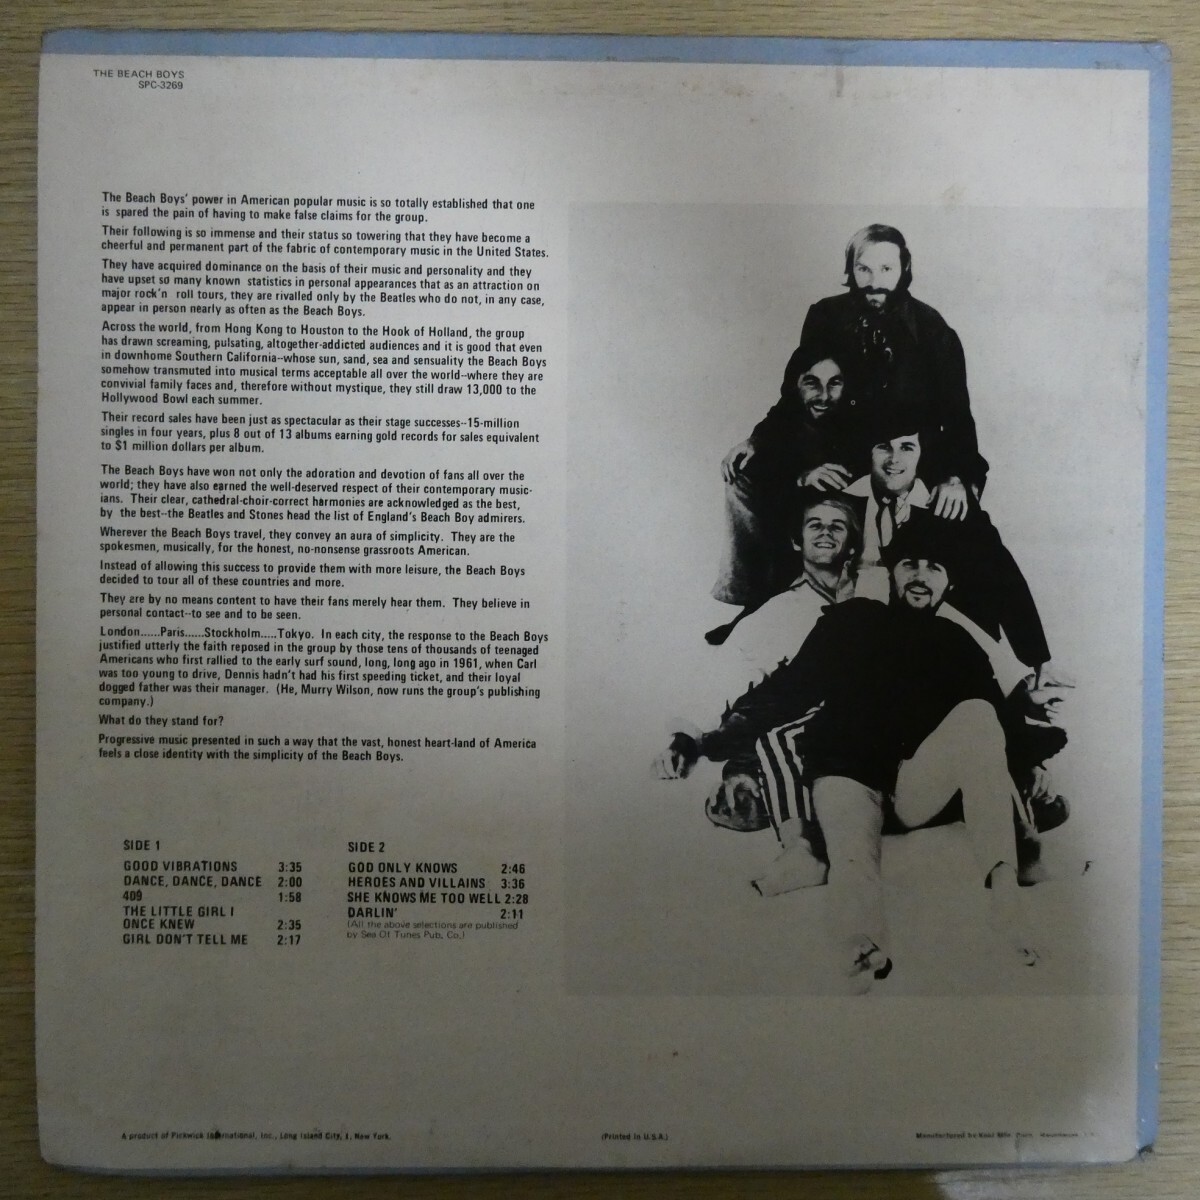 THE BEACH BOYS
SPC-3269
The Beach Boys' power in American popular music is so totally established that one
is spared the pain of having to make false claims for the group.
Their following is so immense and their status so towering that they have become a
cheerful and permanent part of the fabric of contemporary music in the United States.
They have acquired dominance on the basis of their music and personality and they
have upset so many known statistics in personal appearances that as an attraction on
major rock'n roll tours, they are rivalled only by the Beatles who do not, in any case,
appear in person nearly as often as the Beach Boys.
Across the world, from Hong Kong to Houston to the Hook of Holland, the group
has drawn screaming, pulsating, altogether-addicted audiences and it is good that even
in downhome Southern California--whose sun, sand, sea and sensuality the Beach Boys
somehow transmuted into musical terms acceptable all over the world--where they are
convivial family faces and, therefore without mystique, they still draw 13,000 to the
Hollywood Bowl each summer.
Their record sales have been just as spectacular as their stage successes--15-million
singles in four years, plus 8 out of 13 albums earning gold records for sales equivalent
to $1 million dollars per album.
The Beach Boys have won not only the adoration and devotion of fans all over the
world; they have also earned the well-deserved respect of their contemporary music-
ians. Their clear, cathedral-choir-correct harmonies are acknowledged as the best,
by the best--the Beatles and Stones head the list of England's Beach Boy admirers.
Wherever the Beach Boys travel, they convey an aura of simplicity. They are the
spokesmen, musically, for the honest, no-nonsense grassroots American.
Instead of allowing this success to provide them with more leisure, the Beach Boys
decided to tour all of these countries and more.
They are by no means content to have their fans merely hear them. They believe in
personal contact--to see and to be seen.
London......Paris......Stockholm.....Tokyo. In each city, the response to the Beach Boys
justified utterly the faith reposed in the group by those tens of thousands of teenaged
Americans who first rallied to the early surf sound, long, long ago in 1961, when Carl
was too young to drive, Dennis hadn't had his first speeding ticket, and their loyal
dogged father was their manager. (He, Murry Wilson, now runs the group's publishing
company.)
What do they stand for?
Progressive music presented in such a way that the vast, honest heart-land of America
feels a close identity with the simplicity of the Beach Boys.
SIDE 1
GOOD VIBRATIONS 3:35
DANCE, DANCE, DANCE 2:00
409 1:58
THE LITTLE GIRL I
ONCE KNEW 2:35
GIRL DON'T TELL ME 2:17
SIDE 2
GOD ONLY KNOWS 2:46
HEROES AND VILLAINS 3:36
SHE KNOWS ME TOO WELL 2:28
DARLIN' 2:11
(All the above selections are published
by Sea Of Tunes Pub. Co.)
A product of Pickwick International, Inc., Long Island City, 1, New York.
(Printed in U.S.A.)
Manufactured by